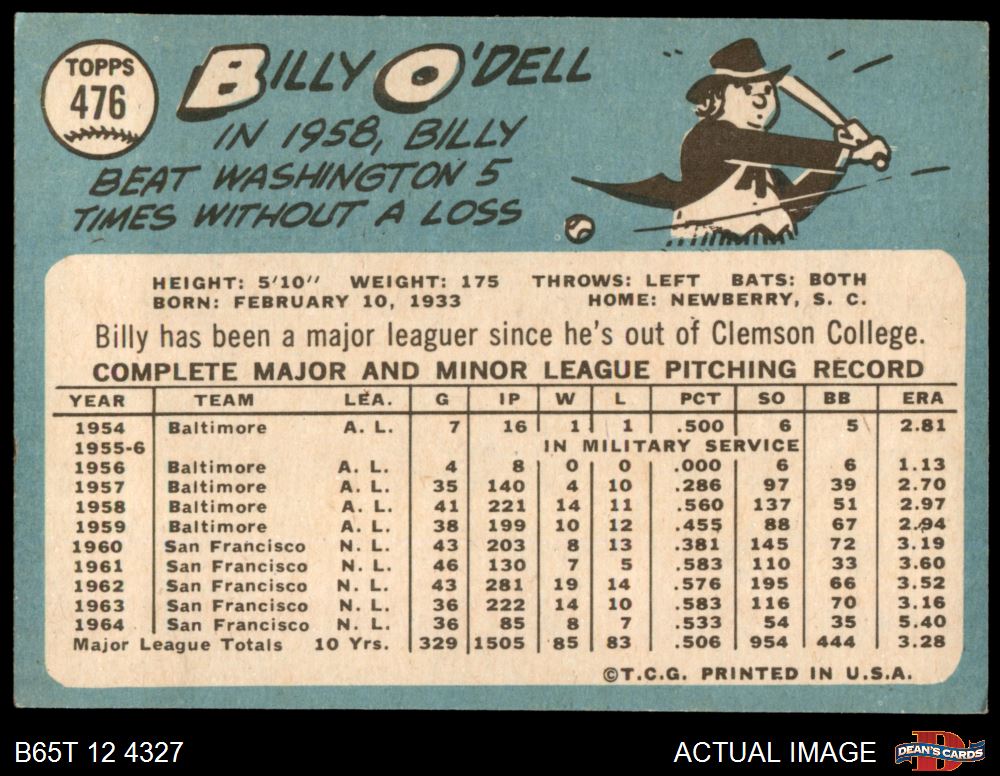 TOPPS
476
BILLY O'DELL
IN 1958, BILLY
BEAT WASHINGTON 5
TIMES WITHOUT A LOSS
HEIGHT: 5'10" WEIGHT: 175 THROWS: LEFT BATS: BOTH
BORN: FEBRUARY 10, 1933 HOME: NEWBERRY, S. C.
Billy has been a major leaguer since he's out of Clemson College.
COMPLETE MAJOR AND MINOR LEAGUE PITCHING RECORD
YEAR TEAM LEA. G IP W L PCT SO BB ERA
1954 Baltimore A. L. 7 16 1 1 .500 6 5 2.81
1955-6 IN MILITARY SERVICE
1956 Baltimore A. L. 4 8 0 0 .000 6 6 1.13
1957 Baltimore A. L. 35 140 4 10 .286 97 39 2.70
1958 Baltimore A. L. 41 221 14 11 .560 137 51 2.97
1959 Baltimore A. L. 38 199 10 12 .455 88 67 2.94
1960 San Francisco N. L. 43 203 8 13 .381 145 72 3.19
1961 San Francisco N. L. 46 130 7 5 .583 110 33 3.60
1962 San Francisco N. L. 43 281 19 14 .576 195 66 3.52
1963 San Francisco N. L. 36 222 14 10 .583 116 70 3.16
1964 San Francisco N. L. 36 85 8 7 .533 54 35 5.40
Major League Totals 10 Yrs. 329 1505 85 83 .506 954 444 3.28
©T.C.G. PRINTED IN U.S.A.
B65T 12 4327
ACTUAL IMAGE
D
DEAN'S CARDS